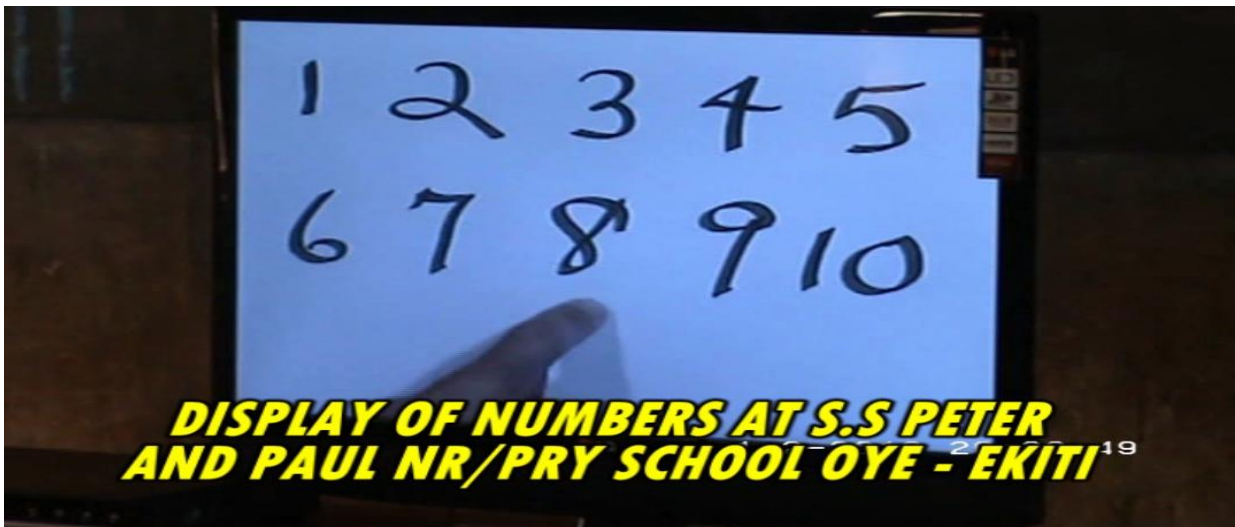 1 2 3 4 5
6 7 8 9 10
DISPLAY OF NUMBERS AT S.S PETER
AND PAUL NR/PRY SCHOOL OYE - EKITI